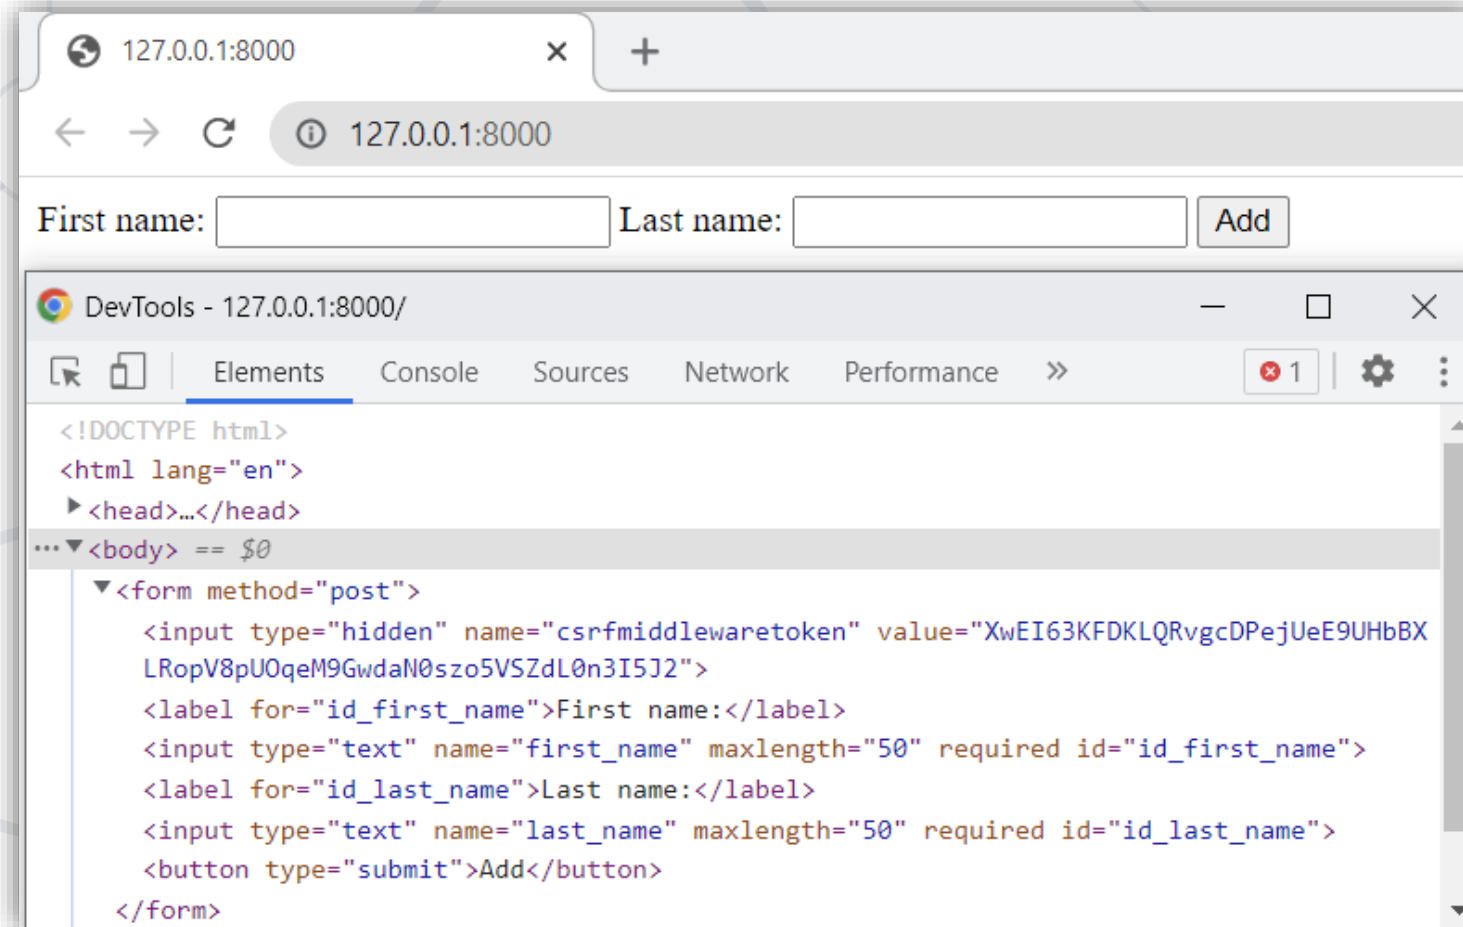 127.0.0.1:8000
127.0.0.1:8000
First name: Last name: Add
DevTools - 127.0.0.1:8000/
Elements Console Sources Network Performance » 1
<!DOCTYPE html>
<html lang="en">
<head>…</head>
<body> == $0
<form method="post">
<input type="hidden" name="csrfmiddlewaretoken" value="XwEI63KFDKLQRvgcDPejUeE9UHbBX
LRopV8pUOqeM9GwdaN0szo5VSZdL0n3I5J2">
<label for="id_first_name">First name:</label>
<input type="text" name="first_name" maxlength="50" required id="id_first_name">
<label for="id_last_name">Last name:</label>
<input type="text" name="last_name" maxlength="50" required id="id_last_name">
<button type="submit">Add</button>
</form>